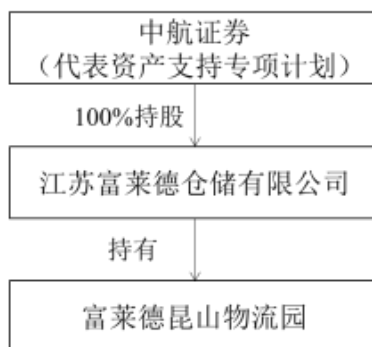 中航证券
（代表资产支持专项计划）
100%持股
江苏富莱德仓储有限公司
持有
富莱德昆山物流园